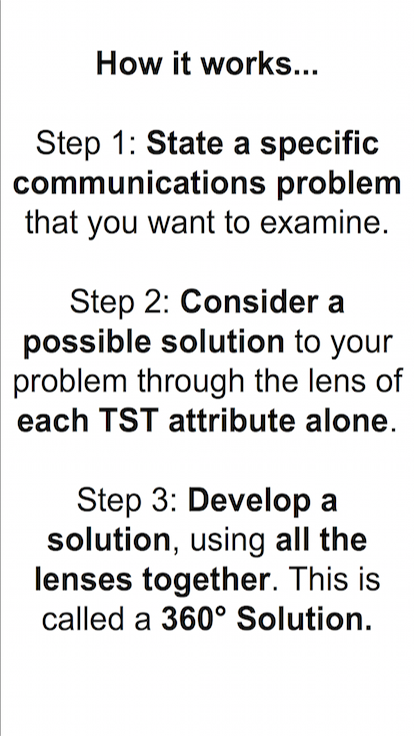 How it works...
Step 1: State a specific
communications problem
that you want to examine.
Step 2: Consider a
possible solution to your
problem through the lens of
each TST attribute alone.
Step 3: Develop a
solution, using all the
lenses together. This is
called a 360° Solution.